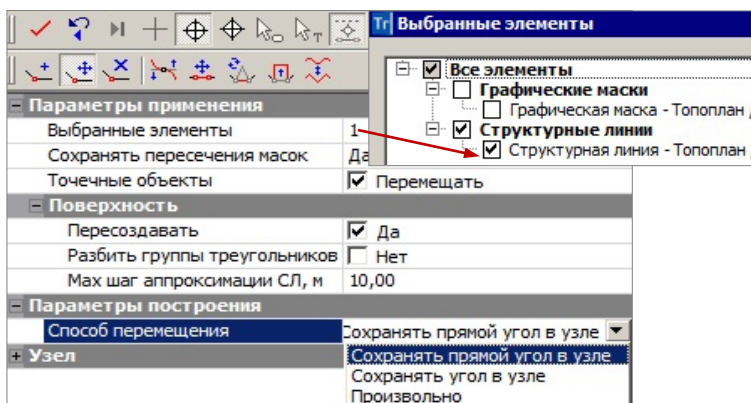 Tr Выбранные элементы
Все элементы
Графические маски
Графическая маска - Топоплан
Структурные линии
Структурная линия - Топоплан
Параметры применения
Выбранные элементы 1
Сохранять пересечения масок Да
Точечные объекты Перемещать
Поверхность
Пересоздавать Да
Разбить группы треугольников Нет
Мах шаг аппроксимации СЛ, м 10,00
Параметры построения
Способ перемещения Сохранять прямой угол в узле
Узел
Сохранять прямой угол в узле
Сохранять угол в узле
Произвольно